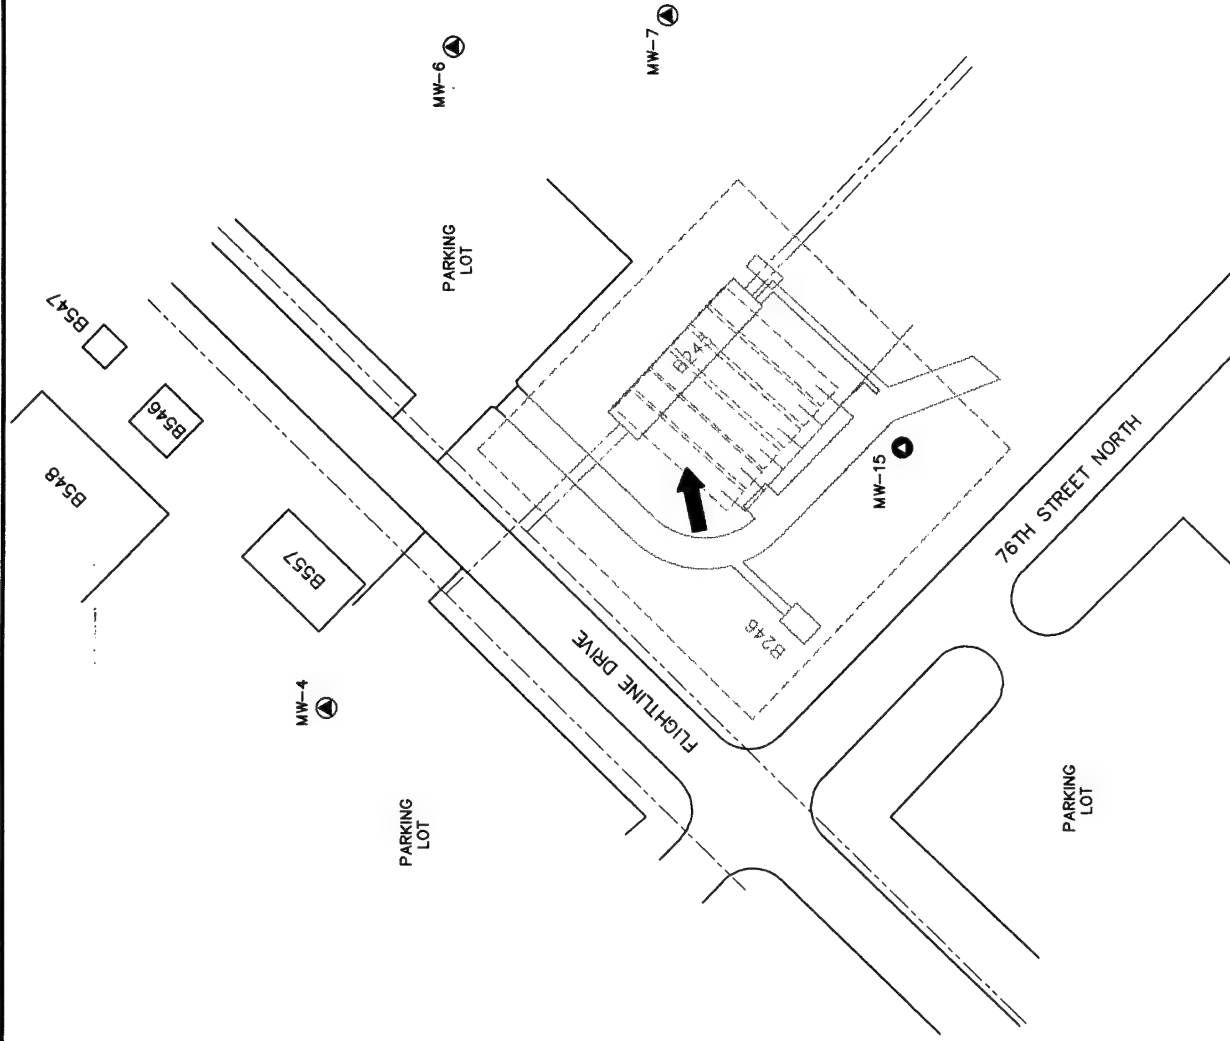 MW-7
MW-6
B547
PARKING
LOT
B546
B548
B244
MW-15
76TH STREET NORTH
B557
B246
FLIGHTLINE DRIVE
MW-4
PARKING
LOT
PARKING
LOT